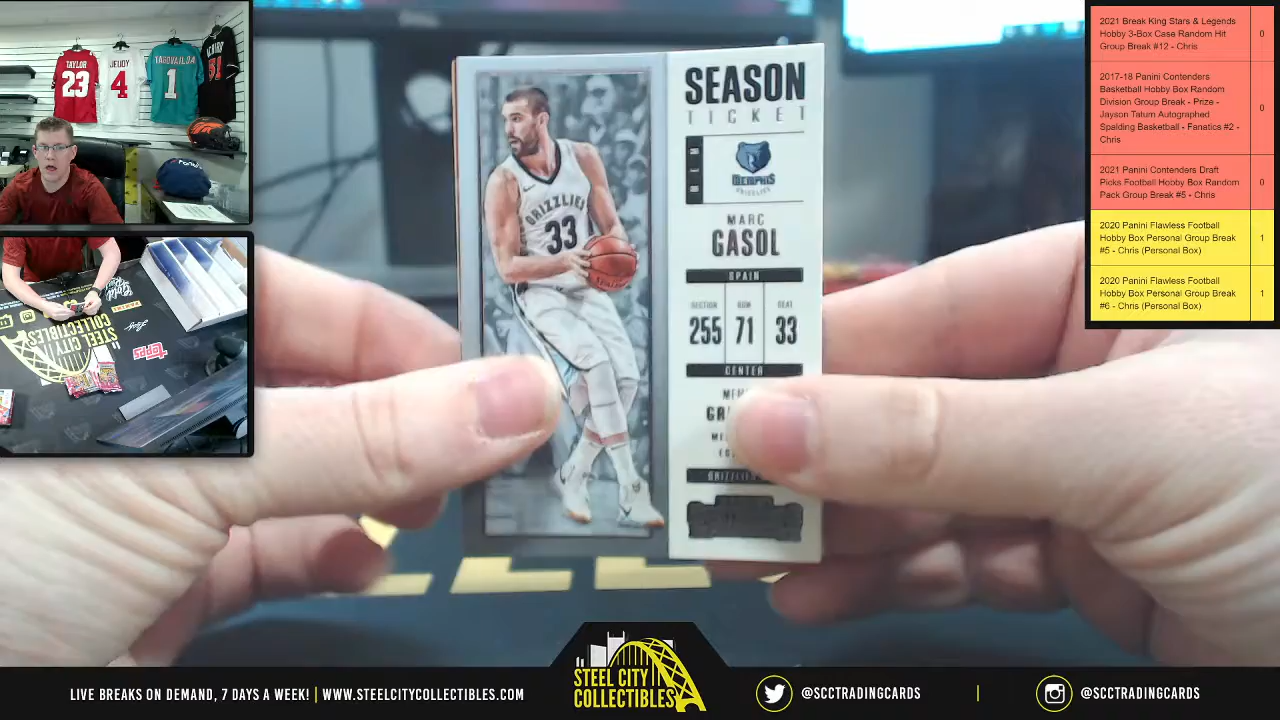 TAYLOR
23
JEUDY
4
TAGOVAILOA
1
STEEL CITY
COLLECTIBLES
Topps
SEASON
TICKET
MEMPHIS
GRIZZLIES
MARC
GASOL
SPAIN
SECTION ROW SEAT
255 71 33
CENTER
GRIZZLIES
GRIZZLIES
33
2021 Break King Stars & Legends
Hobby 3-Box Case Random Hit
Group Break #12 - Chris
0
2017-18 Panini Contenders
Basketball Hobby Box Random
Division Group Break - Prize -
Jayson Tatum Autographed
Spalding Basketball - Fanatics #2 -
Chris
0
2021 Panini Contenders Draft
Picks Football Hobby Box Random
Pack Group Break #5 - Chris
0
2020 Panini Flawless Football
Hobby Box Personal Group Break
#5 - Chris (Personal Box)
1
2020 Panini Flawless Football
Hobby Box Personal Group Break
#6 - Chris (Personal Box)
1
LIVE BREAKS ON DEMAND, 7 DAYS A WEEK! | WWW.STEELCITYCOLLECTIBLES.COM
STEEL CITY
COLLECTIBLES
@SCCTRADINGCARDS | @SCCTRADINGCARDS